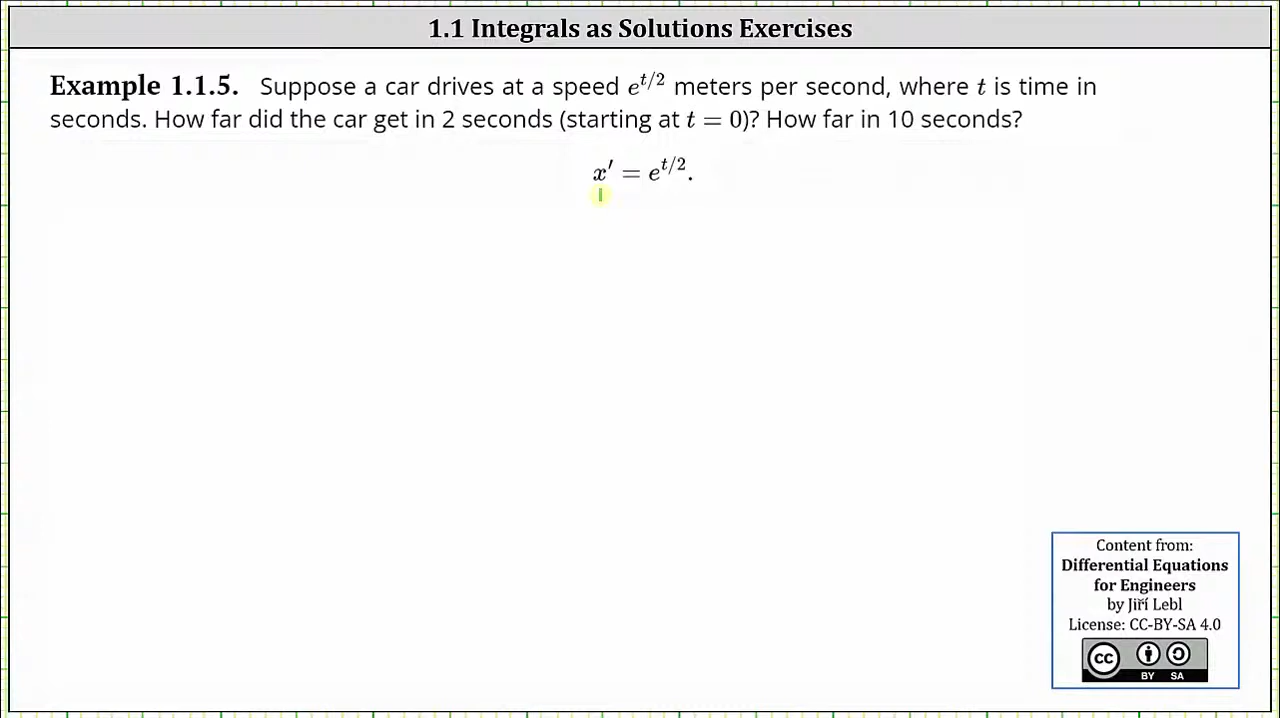 1.1 Integrals as Solutions Exercises
Example 1.1.5. Suppose a car drives at a speed e^{t/2} meters per second, where t is time in
seconds. How far did the car get in 2 seconds (starting at t = 0)? How far in 10 seconds?
x′ = e^{t/2}.
Content from:
Differential Equations
for Engineers
by Jiří Lebl
License: CC-BY-SA 4.0
cc
BY SA